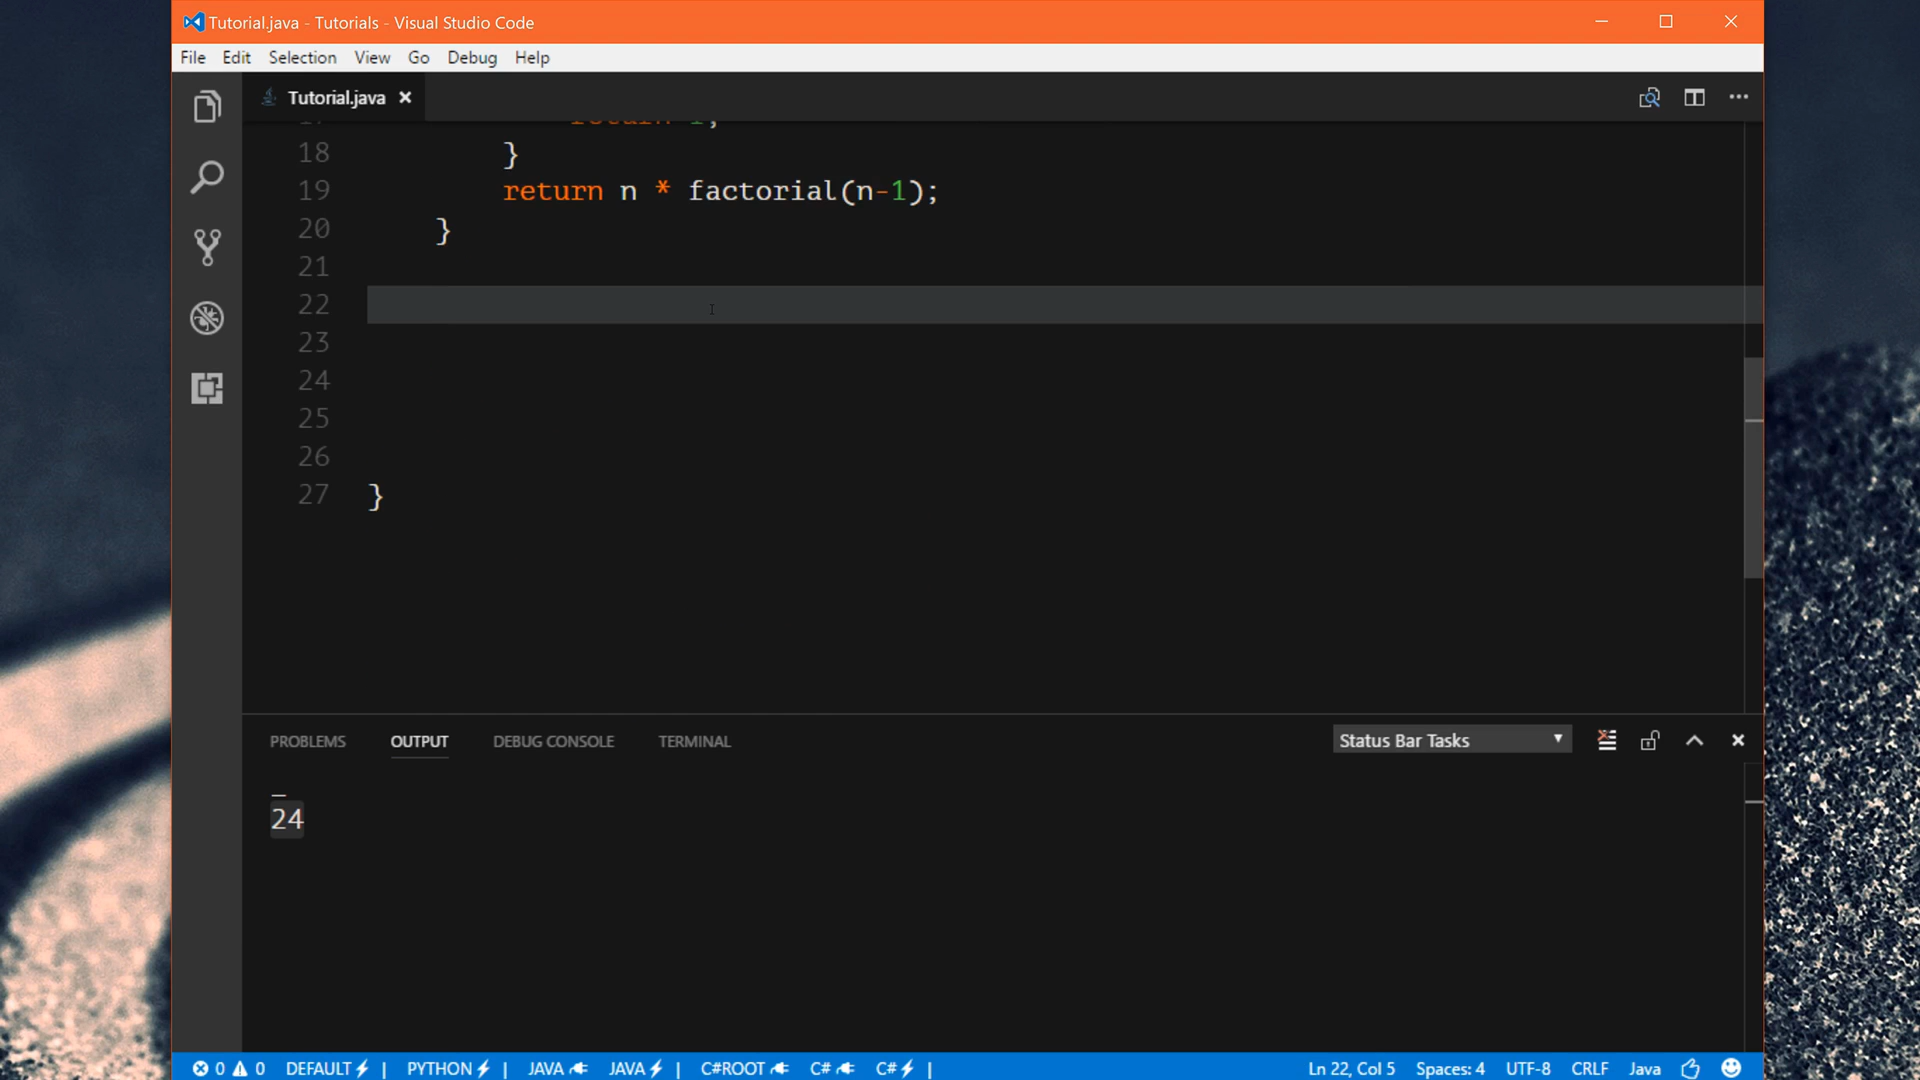 Tutorial.java - Tutorials - Visual Studio Code
File Edit Selection View Go Debug Help
Tutorial.java
18 }
19 return n * factorial(n-1);
20 }
21
22
23
24
25
26
27 }
PROBLEMS OUTPUT DEBUG CONSOLE TERMINAL Status Bar Tasks
24
0 0 DEFAULT | PYTHON | JAVA JAVA | C#ROOT C# C# | Ln 22, Col 5 Spaces: 4 UTF-8 CRLF Java